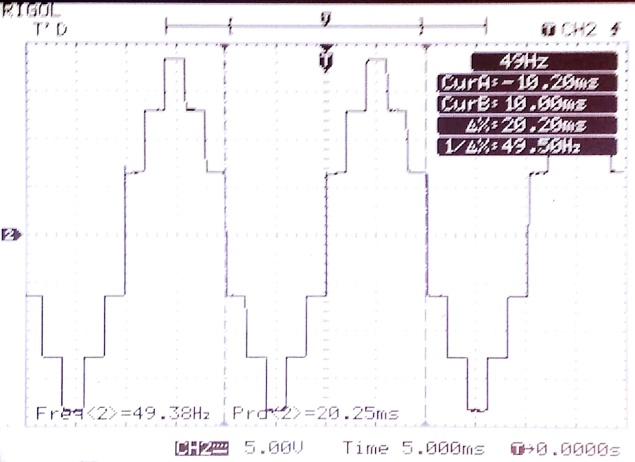 RIGOL
T'D
CH2
49Hz
CurA:-10.20ms
CurB: 10.00ms
ΔX: 20.20ms
1/ΔX: 49.50Hz
2
Freq(2)=49.38Hz Prd(2)=20.25ms
CH2 5.00V Time 5.000ms T→0.0000s